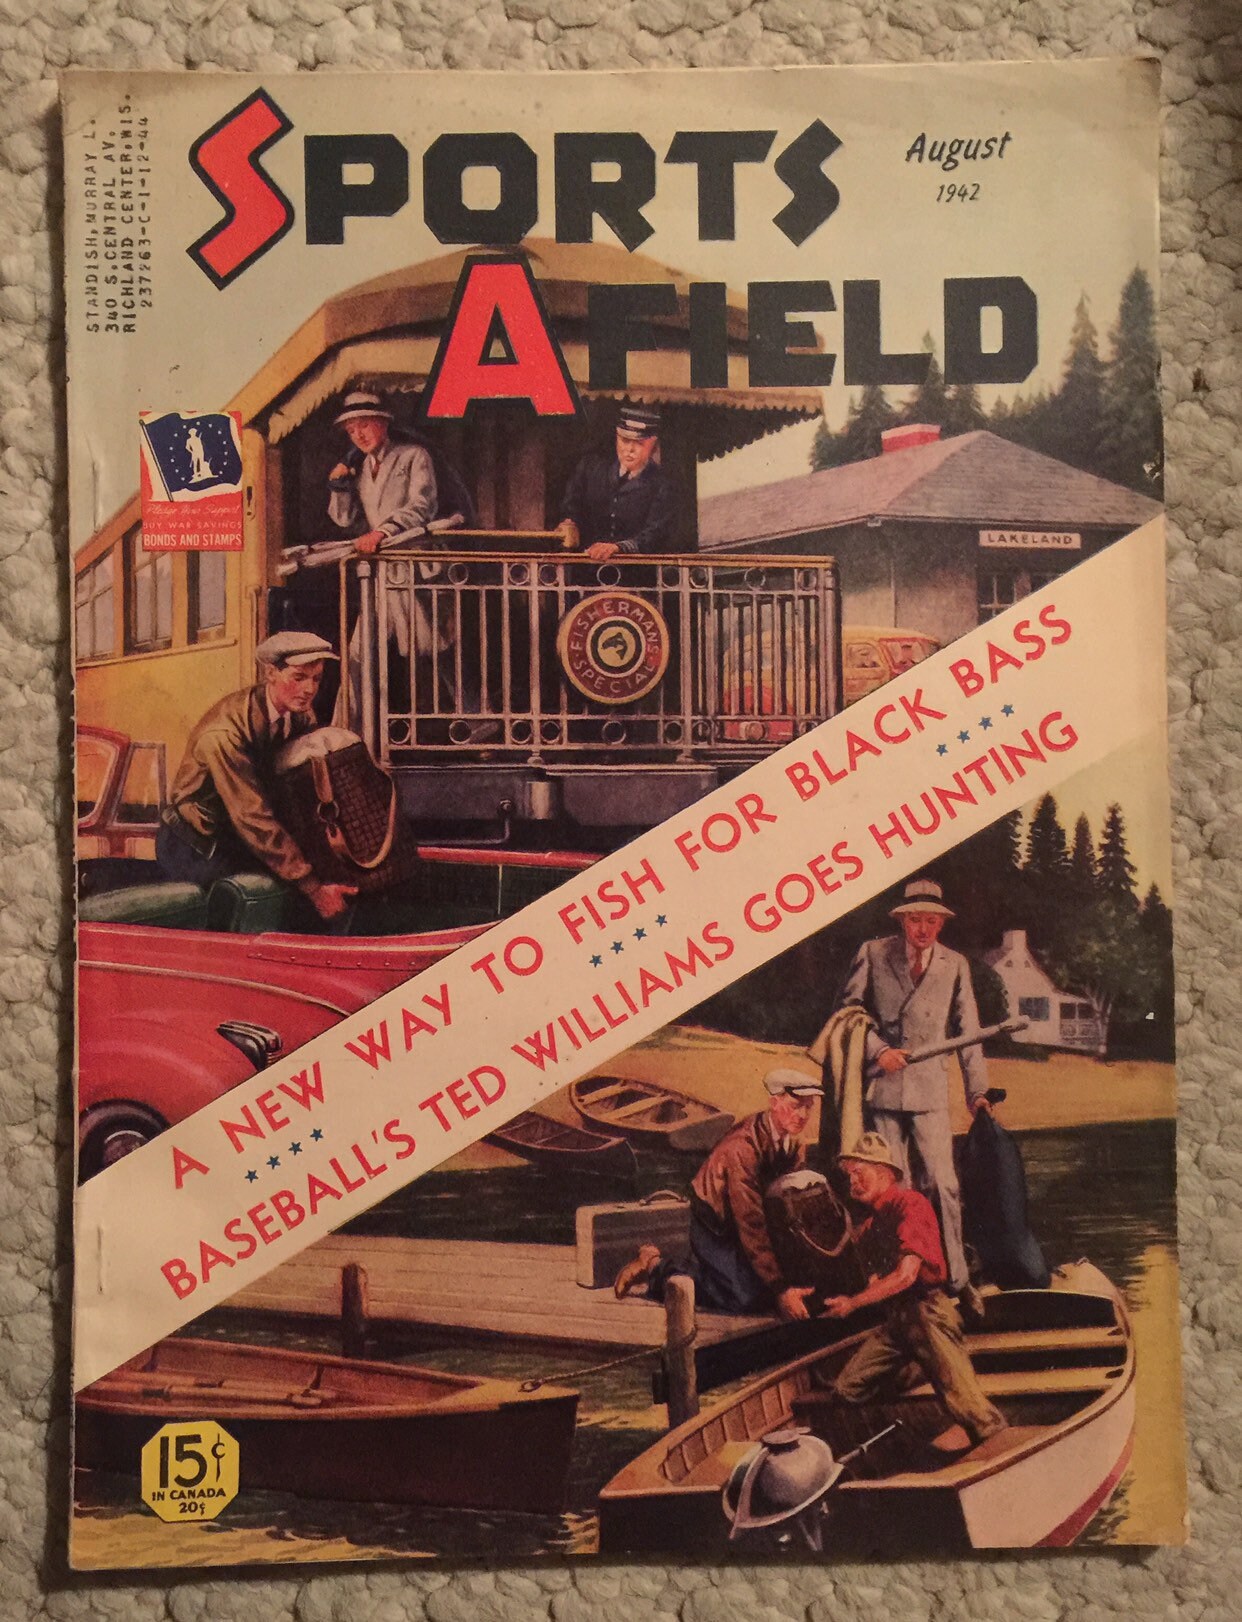 STANDISH, MURRAY L.
340 S. CENTRAL AV.
RICHLAND CENTER, WIS.
237263-C-1-12-44
SPORTS
AFIELD
August
1942
Pledge Your Support
BUY WAR SAVINGS
BONDS AND STAMPS
LAKELAND
FISHERMANS
SPECIAL
A NEW WAY TO FISH FOR BLACK BASS
BASEBALL'S TED WILLIAMS GOES HUNTING
15¢
IN CANADA
20¢